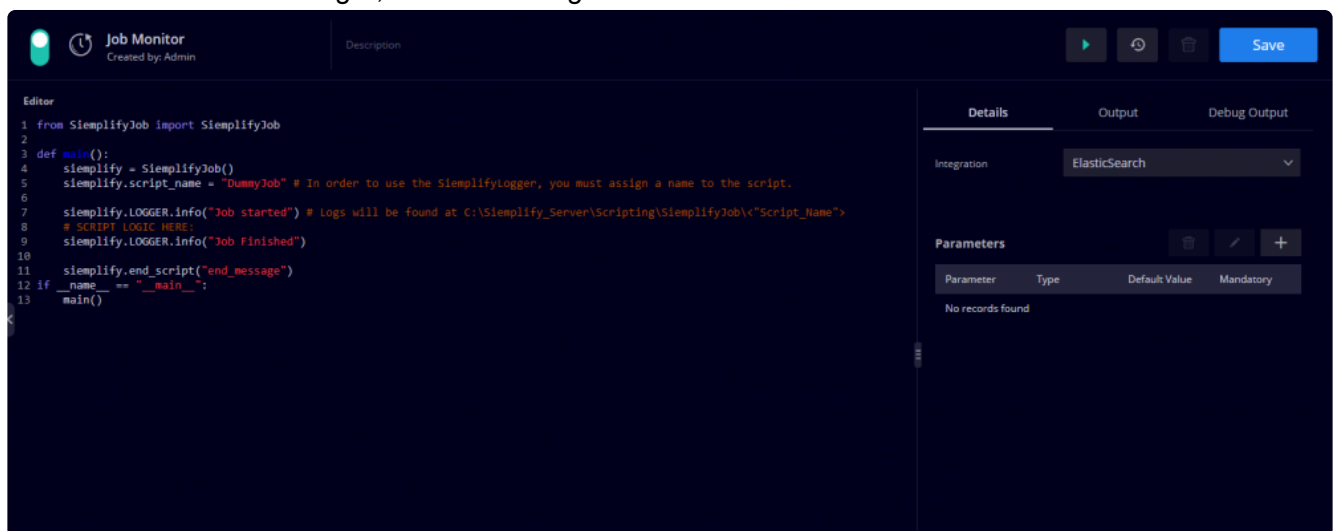 Job Monitor
Created by: Admin
Description
Save
Editor
1 from SiemplifyJob import SiemplifyJob
2
3 def main():
4 siemplify = SiemplifyJob()
5 siemplify.script_name = "DummyJob" # In order to use the SiemplifyLogger, you must assign a name to the script.
6
7 siemplify.LOGGER.info("Job started") # Logs will be found at C:\Siemplify_Server\Scripting\SiemplifyJob\<"Script_Name">
8 # SCRIPT LOGIC HERE:
9 siemplify.LOGGER.info("Job Finished")
10
11 siemplify.end_script("end_message")
12 if __name__ == "__main__":
13 main()
Details Output Debug Output
Integration ElasticSearch
Parameters
Parameter Type Default Value Mandatory
No records found